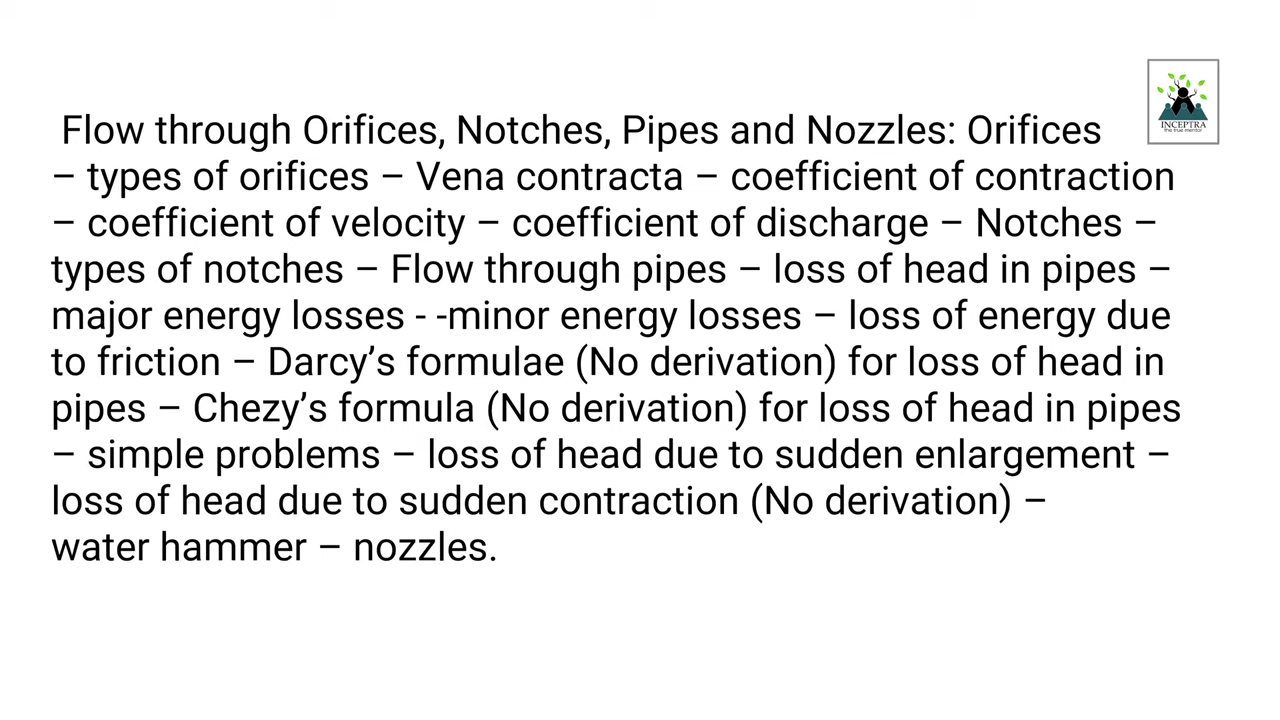 Flow through Orifices, Notches, Pipes and Nozzles: Orifices
– types of orifices – Vena contracta – coefficient of contraction
– coefficient of velocity – coefficient of discharge – Notches –
types of notches – Flow through pipes – loss of head in pipes –
major energy losses - -minor energy losses – loss of energy due
to friction – Darcy’s formulae (No derivation) for loss of head in
pipes – Chezy’s formula (No derivation) for loss of head in pipes
– simple problems – loss of head due to sudden enlargement –
loss of head due to sudden contraction (No derivation) –
water hammer – nozzles.
INCEPTRA
the true mentor